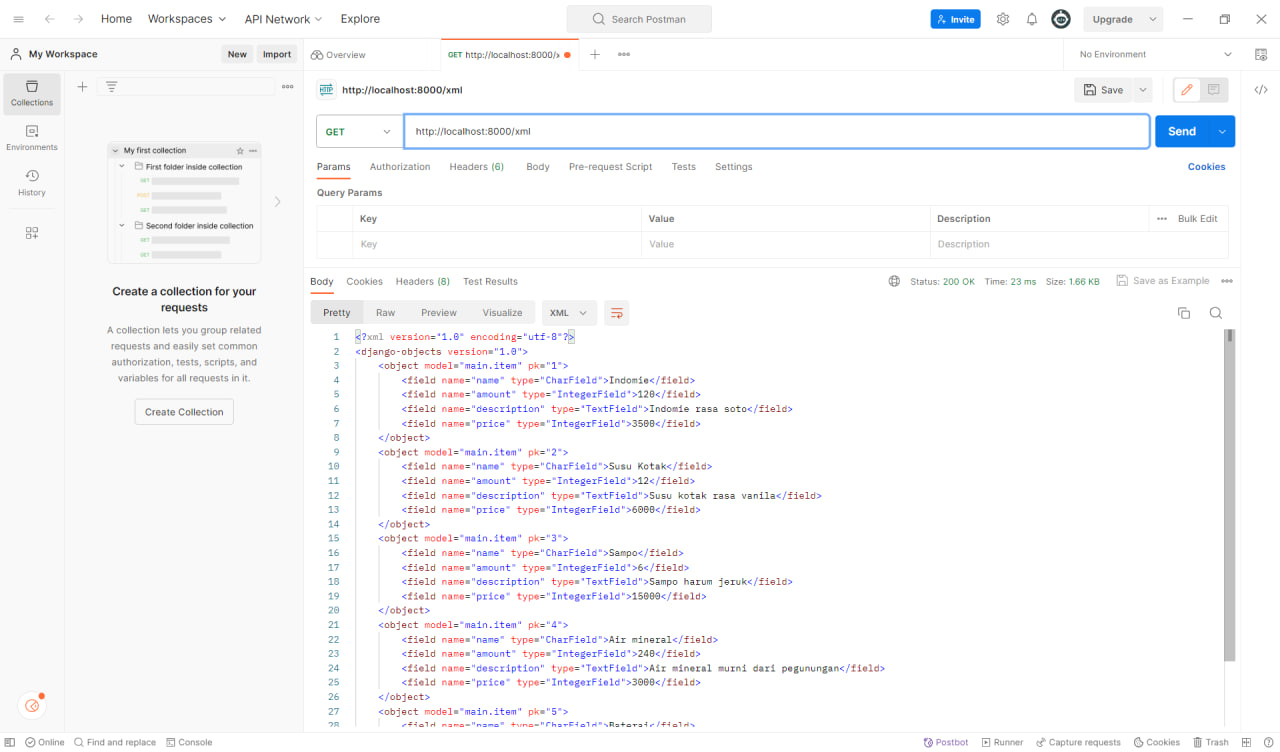 Home Workspaces API Network Explore Search Postman Invite Upgrade
My Workspace New Import Overview GET http://localhost:8000/x No Environment
Collections
Environments
History
My first collection
First folder inside collection
GET
POST
GET
Second folder inside collection
GET
GET
Create a collection for your
requests
A collection lets you group related
requests and easily set common
authorization, tests, scripts, and
variables for all requests in it.
Create Collection
HTTP http://localhost:8000/xml Save
GET http://localhost:8000/xml Send
Params Authorization Headers (6) Body Pre-request Script Tests Settings Cookies
Query Params
Key Value Description Bulk Edit
Key Value Description
Body Cookies Headers (8) Test Results Status: 200 OK Time: 23 ms Size: 1.66 KB Save as Example
Pretty Raw Preview Visualize XML
1 <?xml version="1.0" encoding="utf-8"?>
2 <django-objects version="1.0">
3 <object model="main.item" pk="1">
4 <field name="name" type="CharField">Indomie</field>
5 <field name="amount" type="IntegerField">120</field>
6 <field name="description" type="TextField">Indomie rasa soto</field>
7 <field name="price" type="IntegerField">3500</field>
8 </object>
9 <object model="main.item" pk="2">
10 <field name="name" type="CharField">Susu Kotak</field>
11 <field name="amount" type="IntegerField">12</field>
12 <field name="description" type="TextField">Susu kotak rasa vanila</field>
13 <field name="price" type="IntegerField">6000</field>
14 </object>
15 <object model="main.item" pk="3">
16 <field name="name" type="CharField">Sampo</field>
17 <field name="amount" type="IntegerField">6</field>
18 <field name="description" type="TextField">Sampo harum jeruk</field>
19 <field name="price" type="IntegerField">15000</field>
20 </object>
21 <object model="main.item" pk="4">
22 <field name="name" type="CharField">Air mineral</field>
23 <field name="amount" type="IntegerField">240</field>
24 <field name="description" type="TextField">Air mineral murni dari pegunungan</field>
25 <field name="price" type="IntegerField">3000</field>
26 </object>
27 <object model="main.item" pk="5">
28 <field name="name" type="CharField">Baterai</field>
Online Find and replace Console Postbot Runner Capture requests Cookies Trash